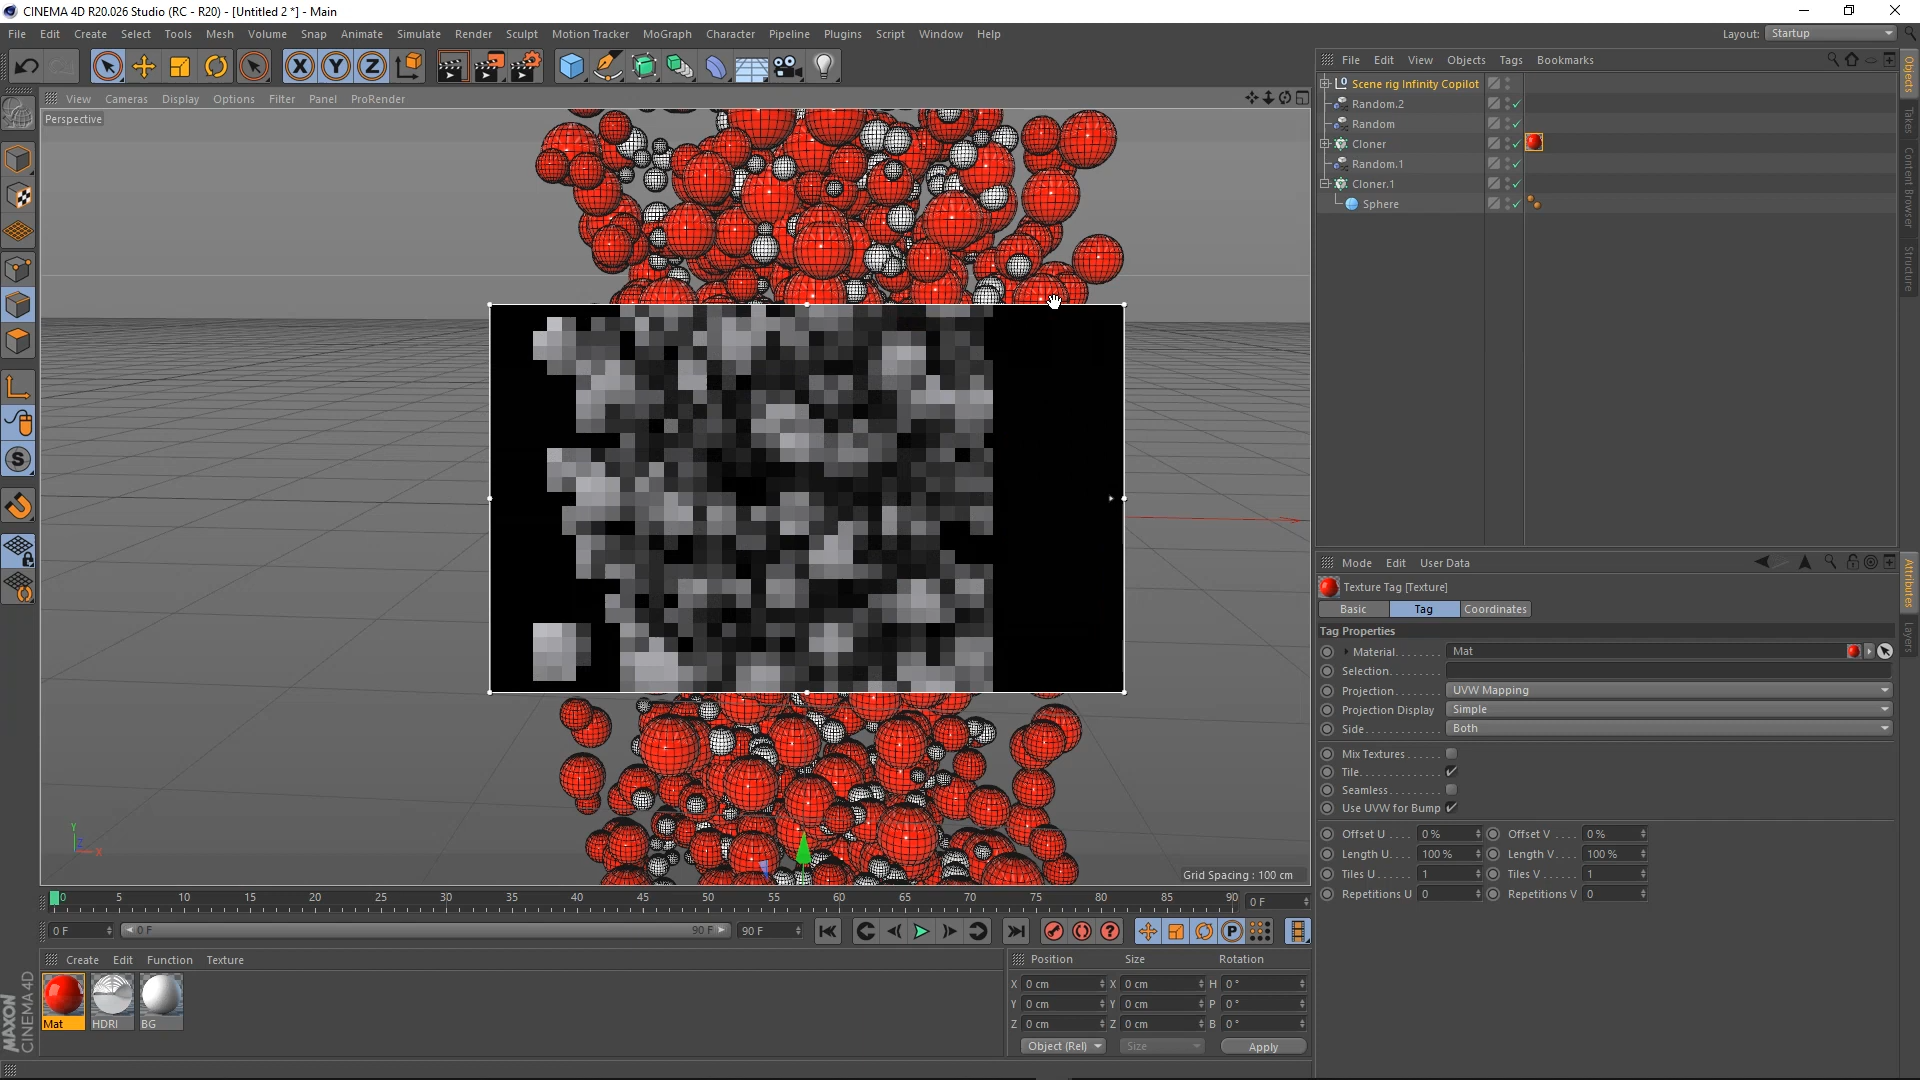 CINEMA 4D R20.026 Studio (RC - R20) - [Untitled 2 *] - Main
File Edit Create Select Tools Mesh Volume Snap Animate Simulate Render Sculpt Motion Tracker MoGraph Character Pipeline Plugins Script Window Help
Layout: Startup
View Cameras Display Options Filter Panel ProRender
Perspective
File Edit View Objects Tags Bookmarks
Scene rig Infinity Copilot
Random.2
Random
Cloner
Random.1
Cloner.1
Sphere
Objects
Takes
Content Browser
Structure
Mode Edit User Data
Texture Tag [Texture]
Basic Tag Coordinates
Tag Properties
Material. . . . . . . . Mat
Selection. . . . . . . .
Projection. . . . . . . . UVW Mapping
Projection Display Simple
Side. . . . . . . . . . . . Both
Mix Textures . . . . . .
Tile. . . . . . . . . . . . .
Seamless. . . . . . . . .
Use UVW for Bump
Offset U . . . . 0 % Offset V . . . . 0 %
Length U. . . . 100 % Length V. . . . 100 %
Tiles U . . . . . 1 Tiles V . . . . . 1
Repetitions U 0 Repetitions V 0
Attributes
Layers
Y
Z
X
Grid Spacing : 100 cm
0 5 10 15 20 25 30 35 40 45 50 55 60 65 70 75 80 85 90 0 F
0 F 0 F 90 F 90 F
Create Edit Function Texture
Mat HDRI BG
Position Size Rotation
X 0 cm X 0 cm H 0 °
Y 0 cm Y 0 cm P 0 °
Z 0 cm Z 0 cm B 0 °
Object (Rel) Size Apply
MAXON
CINEMA 4D